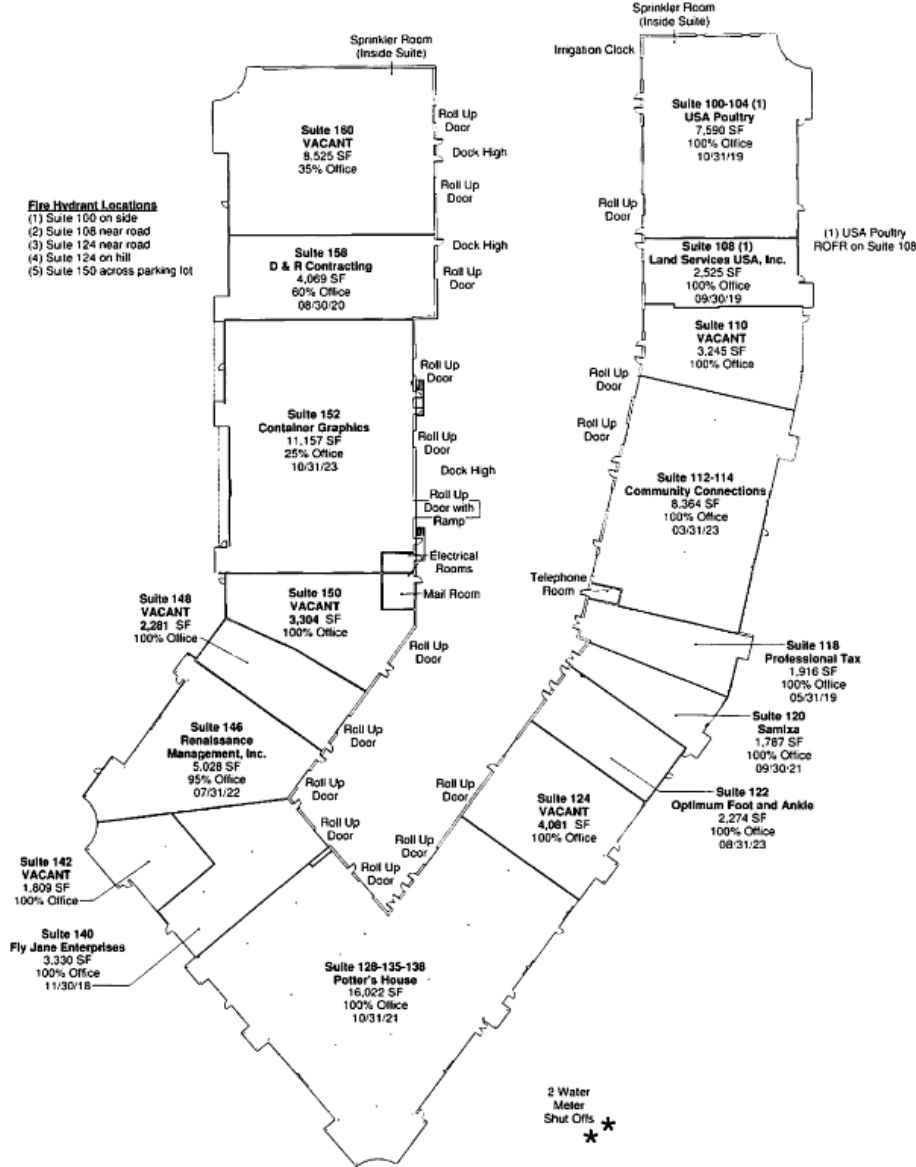 Sprinkler Room
(Inside Suite)
Suite 160
VACANT
8,525 SF
35% Office
Roll Up
Door
Dock High
Roll Up
Door
Fire Hydrant Locations
(1) Suite 100 on side
(2) Suite 108 near road
(3) Suite 124 near road
(4) Suite 124 on hill
(5) Suite 150 across parking lot
Suite 158
D & R Contracting
4,069 SF
60% Office
08/30/20
Dock High
Roll Up
Door
Suite 152
Container Graphics
11,157 SF
25% Office
10/31/23
Roll Up
Door
Roll Up
Door
Dock High
Roll Up
Door with
Ramp
Electrical
Rooms
Mail Room
Suite 150
VACANT
3,304 SF
100% Office
Suite 148
VACANT
2,281 SF
100% Office
Roll Up
Door
Roll Up
Door
Suite 146
Renaissance
Management, Inc.
5,028 SF
95% Office
07/31/22
Roll Up
Door
Roll Up
Door
Roll Up
Door
Roll Up
Door
Roll Up
Door
Suite 142
VACANT
1,809 SF
100% Office
Suite 140
Fly Jane Enterprises
3,330 SF
100% Office
11/30/18
Suite 128-135-138
Potter's House
16,022 SF
100% Office
10/31/21
Sprinkler Room
(Inside Suite)
Irrigation Clock
Suite 100-104 (1)
USA Poultry
7,590 SF
100% Office
10/31/19
Roll Up
Door
(1) USA Poultry
ROFR on Suite 108
Suite 108 (1)
Land Services USA, Inc.
2,525 SF
100% Office
09/30/19
Suite 110
VACANT
3,245 SF
100% Office
Roll Up
Door
Roll Up
Door
Suite 112-114
Community Connections
8,364 SF
100% Office
03/31/23
Telephone
Room
Suite 118
Professional Tax
1,916 SF
100% Office
05/31/19
Suite 120
Samixa
1,787 SF
100% Office
09/30/21
Suite 122
Optimum Foot and Ankle
2,274 SF
100% Office
08/31/23
Suite 124
VACANT
4,081 SF
100% Office
2 Water
Meter
Shut Offs